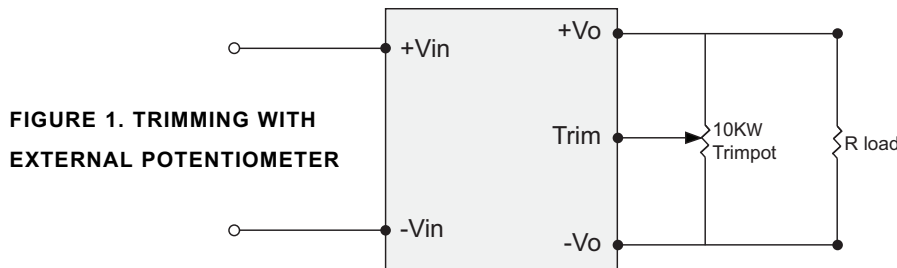 +Vin
+Vo
FIGURE 1. TRIMMING WITH
EXTERNAL POTENTIOMETER
Trim
10KW
Trimpot
R load
-Vin
-Vo